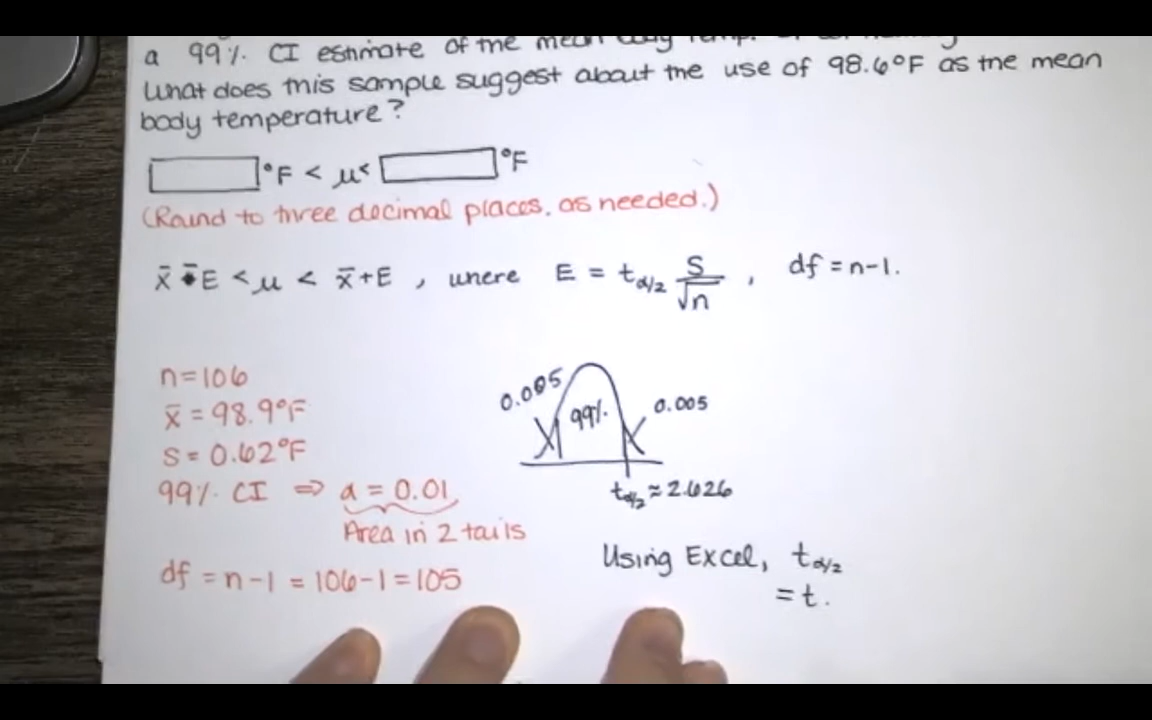 a 99% CI estimate of the mean body temp.
What does this sample suggest about the use of 98.6°F as the mean
body temperature?
°F < μ < °F
(Round to three decimal places, as needed.)
x̄ - E < μ < x̄ + E , where E = tα/2 s/√n , df = n-1.
n = 106
x̄ = 98.9°F
s = 0.62°F
99% CI ⇒ α = 0.01
Area in 2 tails
df = n-1 = 106-1 = 105
0.005
99%
0.005
tα/2 ≈ 2.626
Using Excel, tα/2
= t.